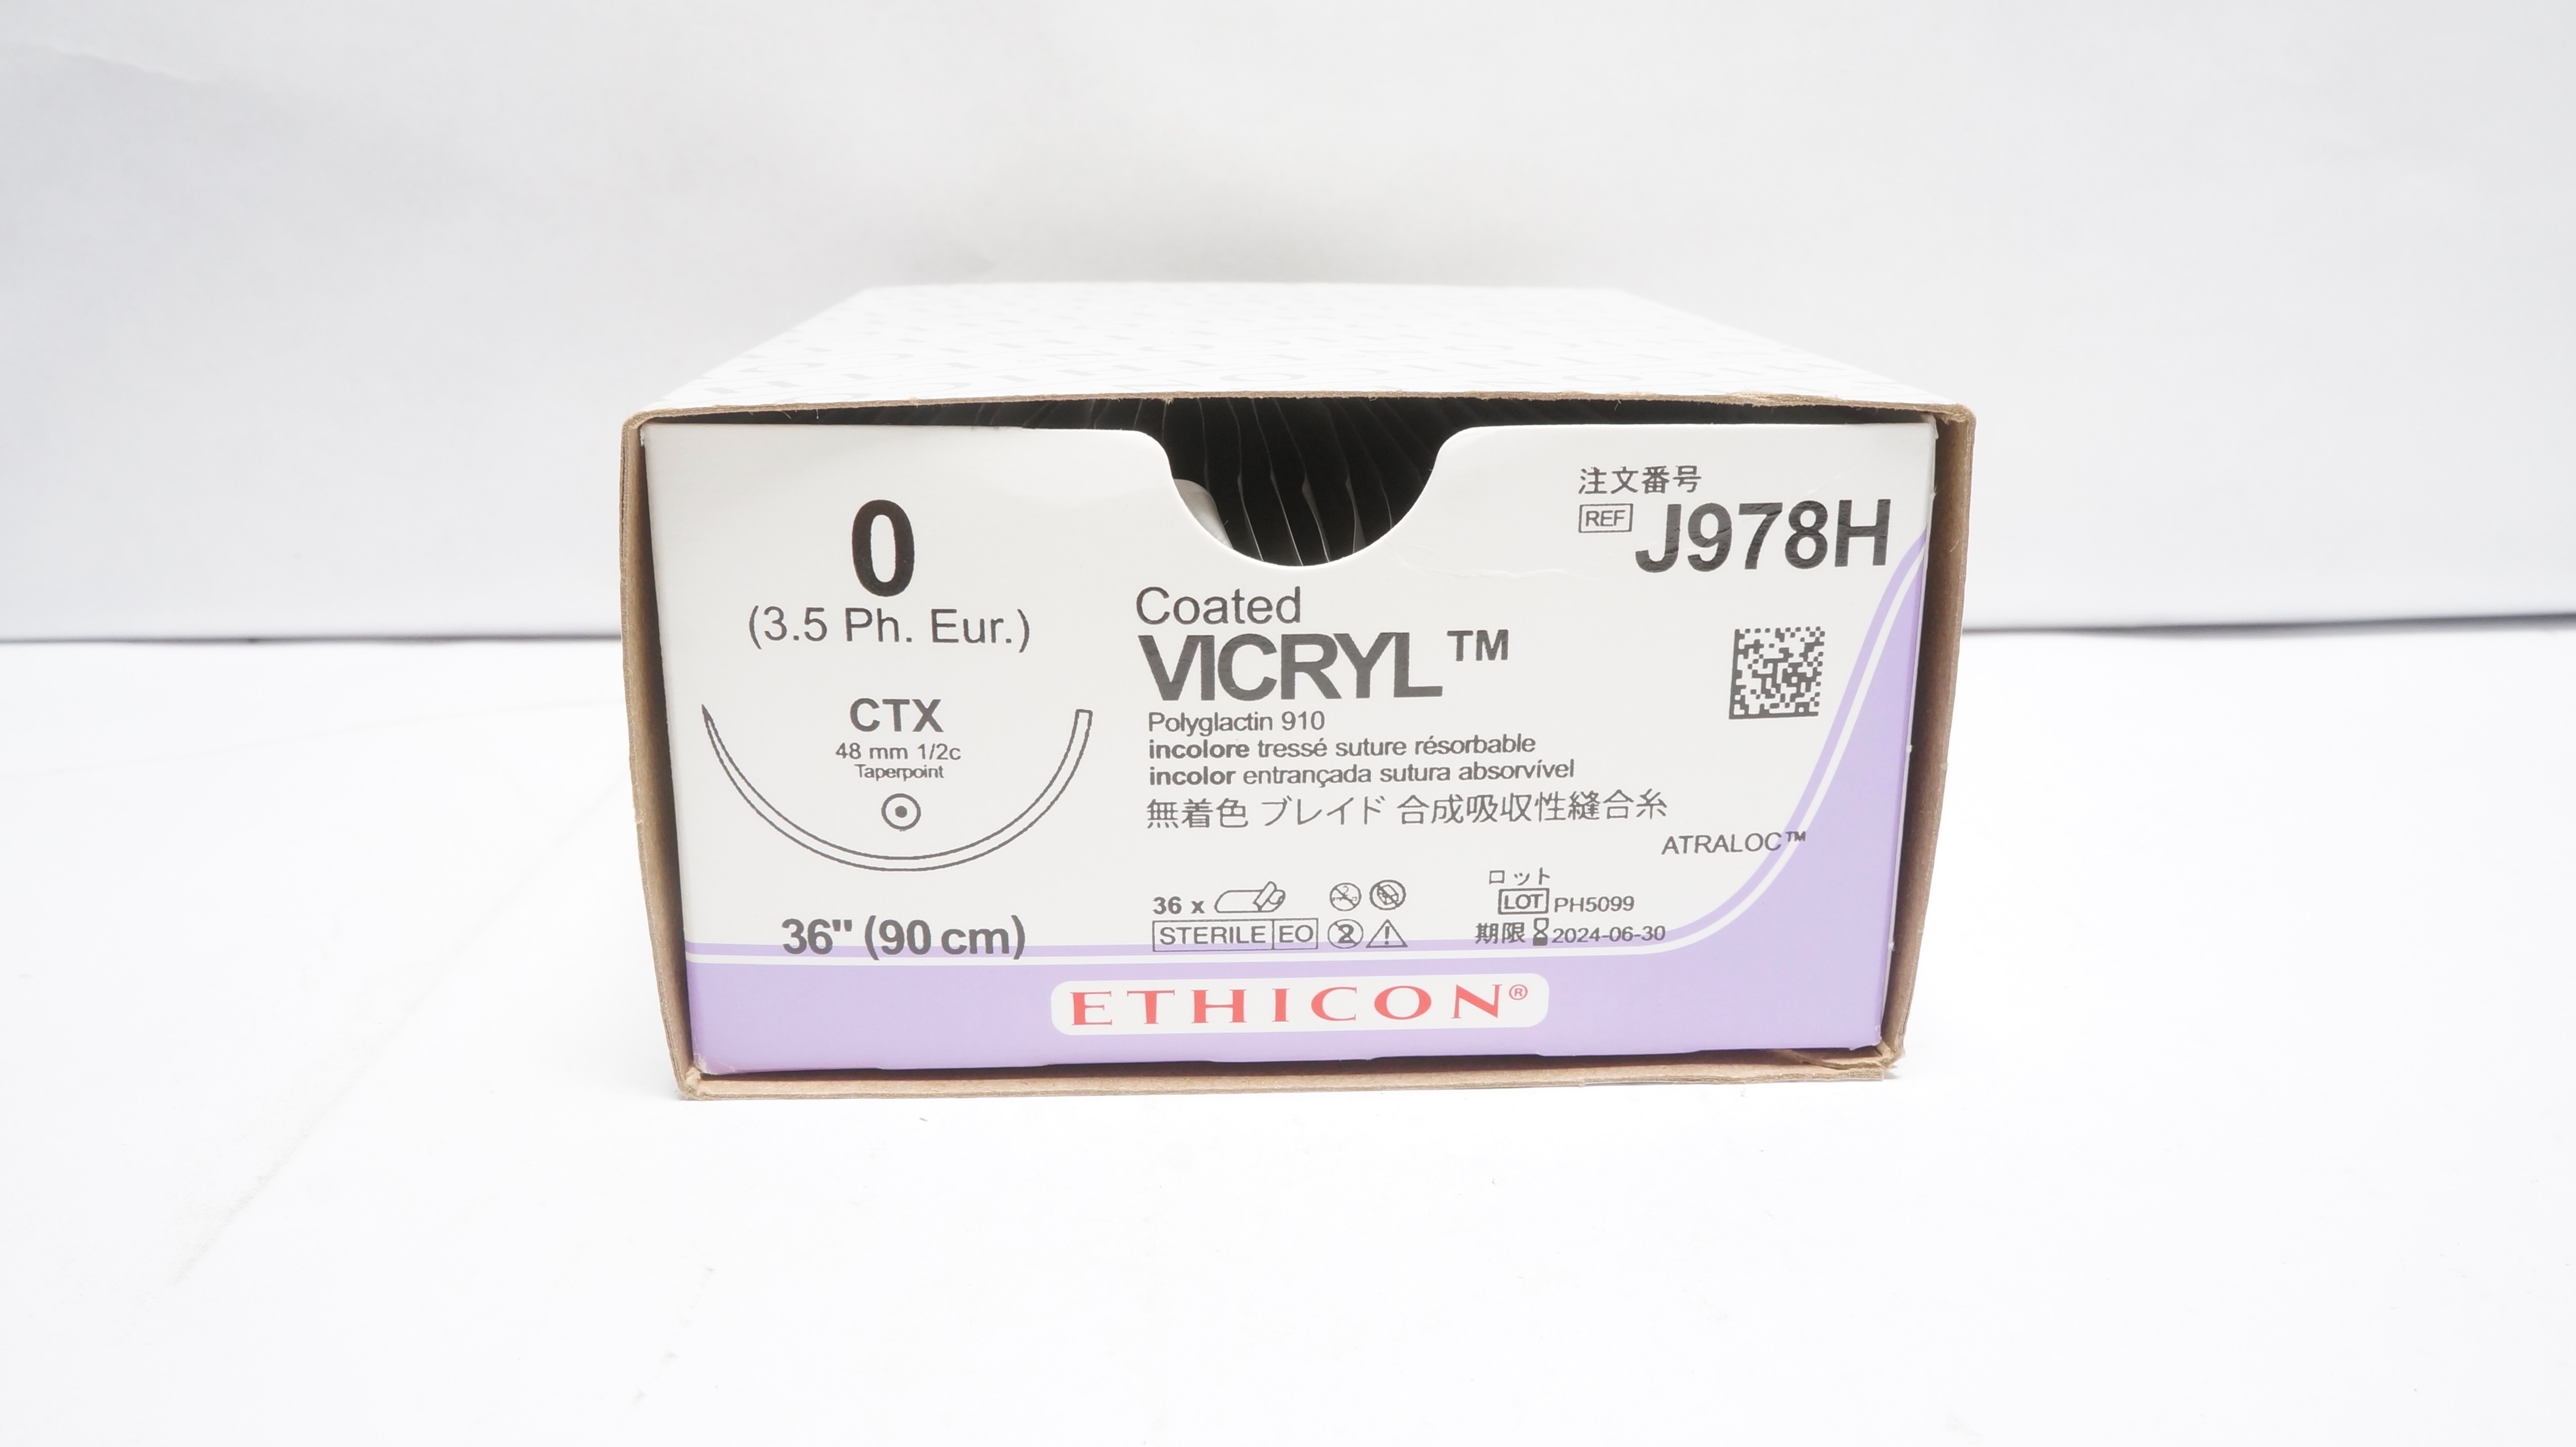 0
(3.5 Ph. Eur.)
CTX
48 mm 1/2c
Taperpoint
36" (90 cm)
注文番号
REF J978H
Coated
VICRYL™
Polyglactin 910
incolore tressé suture résorbable
incolor entrançada sutura absorvível
無着色 ブレイド 合成吸収性縫合糸
ATRALOC™
36 x
STERILE EO 2
ロット
LOT PH5099
期限 2024-06-30
ETHICON®